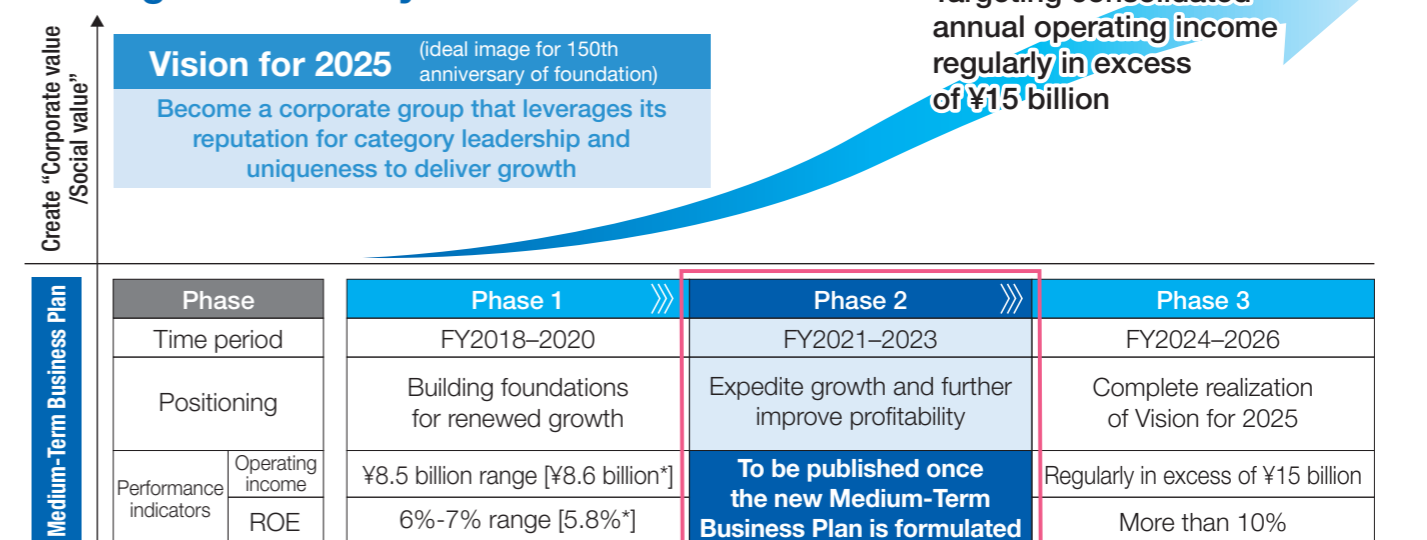 Targeting consolidated
annual operating income
regularly in excess
of ¥15 billion
Create “Corporate value
/Social value”
Vision for 2025
(ideal image for 150th
anniversary of foundation)
Become a corporate group that leverages its
reputation for category leadership and
uniqueness to deliver growth
Medium-Term Business Plan
Phase
Phase 1
Phase 2
Phase 3
Time period
FY2018–2020
FY2021–2023
FY2024–2026
Positioning
Building foundations
for renewed growth
Expedite growth and further
improve profitability
Complete realization
of Vision for 2025
Performance
indicators
Operating
income
¥8.5 billion range [¥8.6 billion*]
To be published once
the new Medium-Term
Business Plan is formulated
Regularly in excess of ¥15 billion
ROE
6%-7% range [5.8%*]
More than 10%